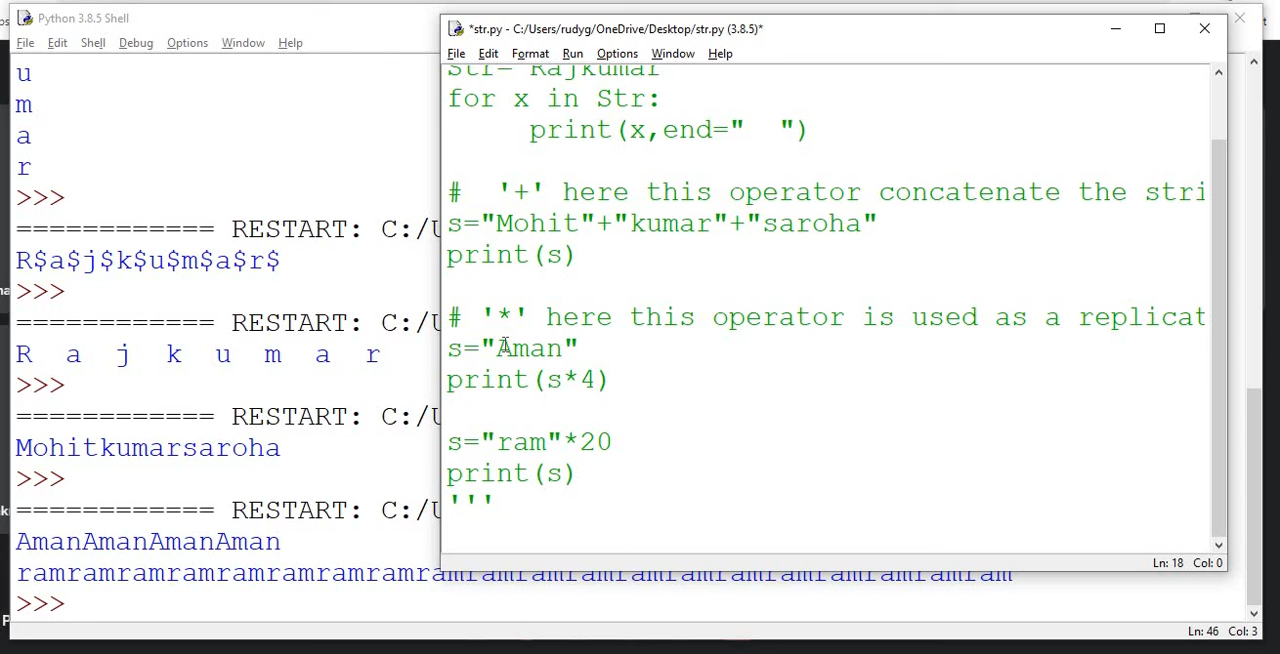 Python 3.8.5 Shell
File Edit Shell Debug Options Window Help
u
m
a
r
>>>
============ RESTART: C:/U
R$a$j$k$u$m$a$r$
>>>
============ RESTART: C:/U
R a j k u m a r
>>>
============ RESTART: C:/U
Mohitkumarsaroha
>>>
============ RESTART: C:/U
AmanAmanAmanAman
ramramramramramramramramramramramramramramramramramramramram
>>>
Ln: 46 Col: 3
*str.py - C:/Users/rudyg/OneDrive/Desktop/str.py (3.8.5)*
File Edit Format Run Options Window Help
Str= Rajkumar
for x in Str:
     print(x,end="  ")
#  '+' here this operator concatenate the stri
s="Mohit"+"kumar"+"saroha"
print(s)
# '*' here this operator is used as a replicat
s="Aman"
print(s*4)
s="ram"*20
print(s)
'''
Ln: 18 Col: 0